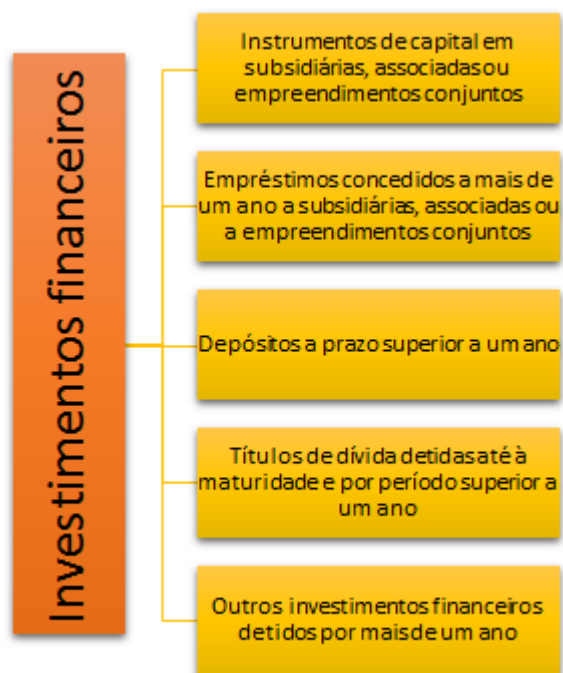 Investimentos financeiros
Instrumentos de capital em
subsidiárias, associadas ou
empreendimentos conjuntos
Empréstimos concedidos a mais de
um ano a subsidiárias, associadas ou
a empreendimentos conjuntos
Depósitos a prazo superior a um ano
Títulos de dívida detidas até à
maturidade e por período superior a
um ano
Outros investimentos financeiros
detidos por mais de um ano